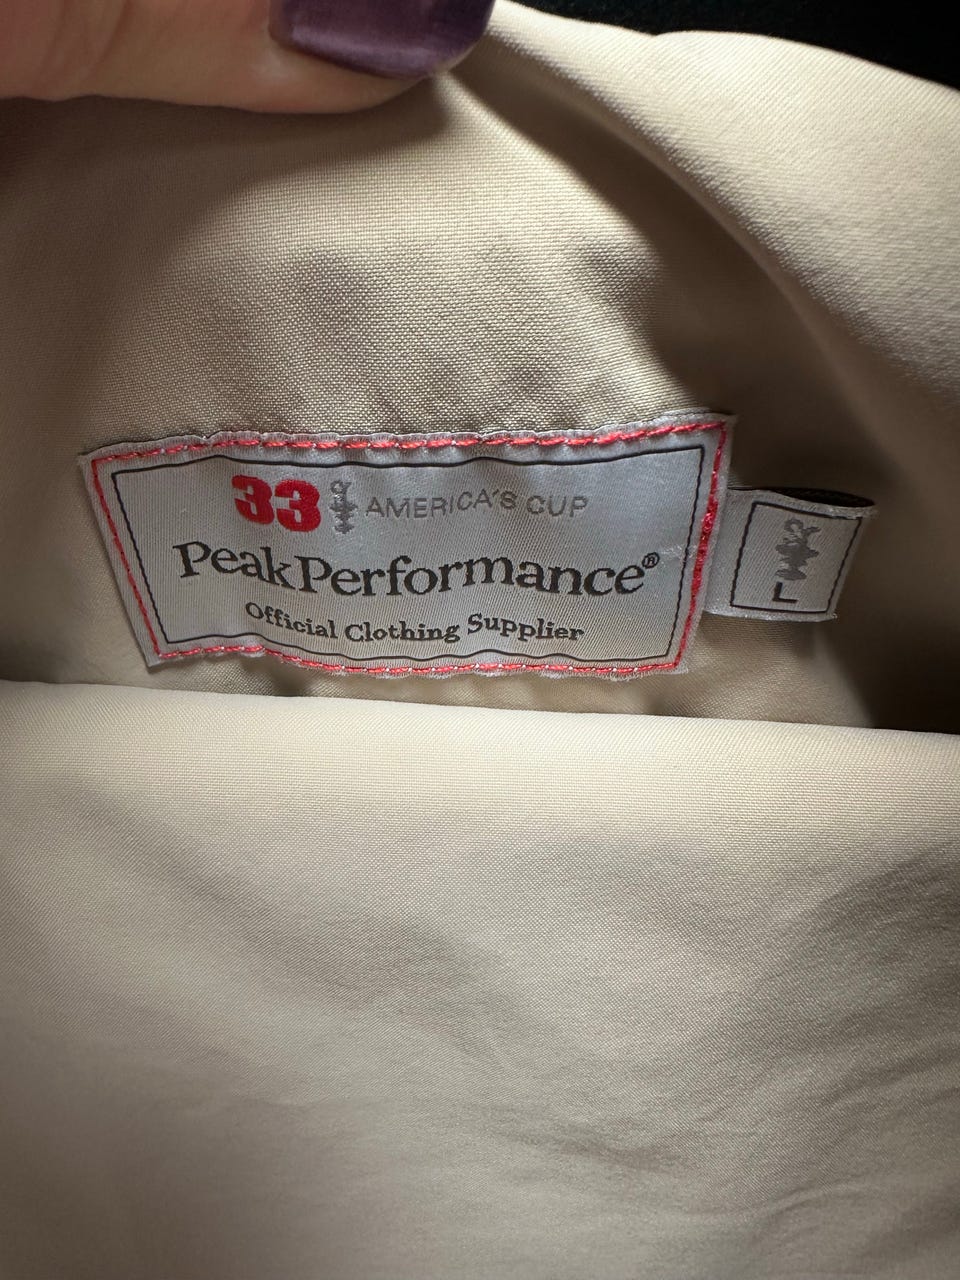 33 AMERICA'S CUP
PeakPerformance®
Official Clothing Supplier
L